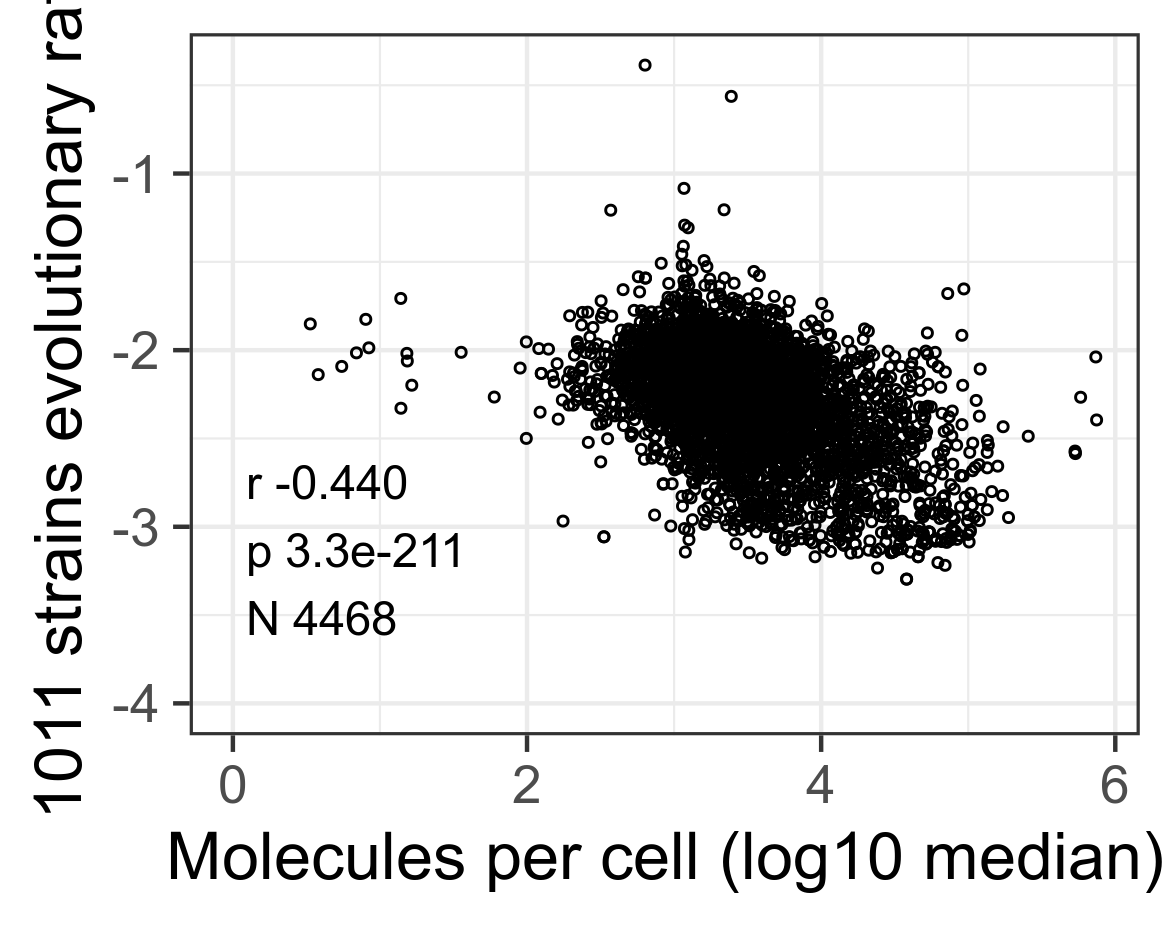 1011 strains evolutionary
-1
-2
-3
-4
r -0.440
p 3.3e-211
N 4468
0 2 4 6
Molecules per cell (log10 median)